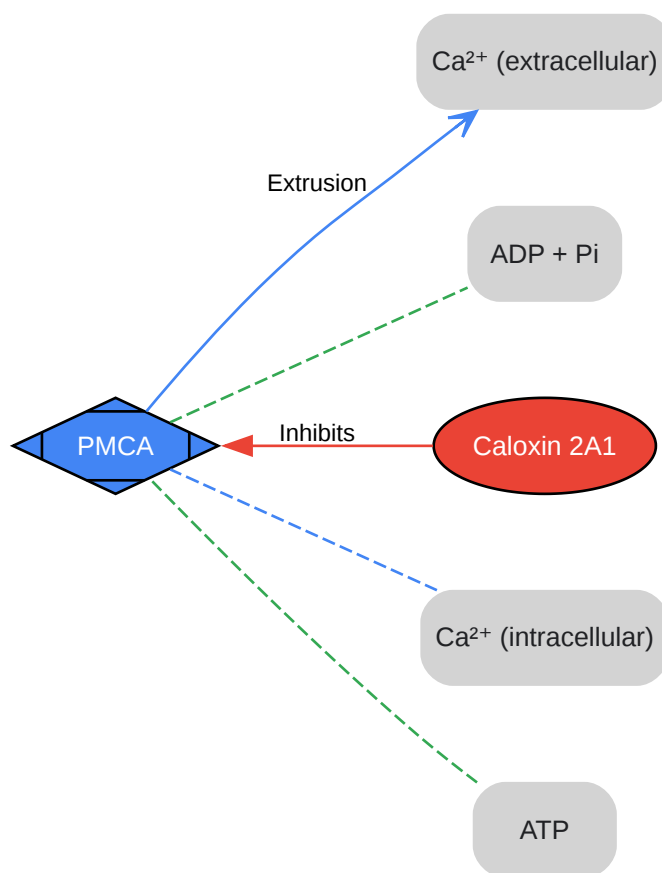 Ca²⁺ (extracellular)
Extrusion
ADP + Pi
PMCA
Inhibits
Caloxin 2A1
Ca²⁺ (intracellular)
ATP